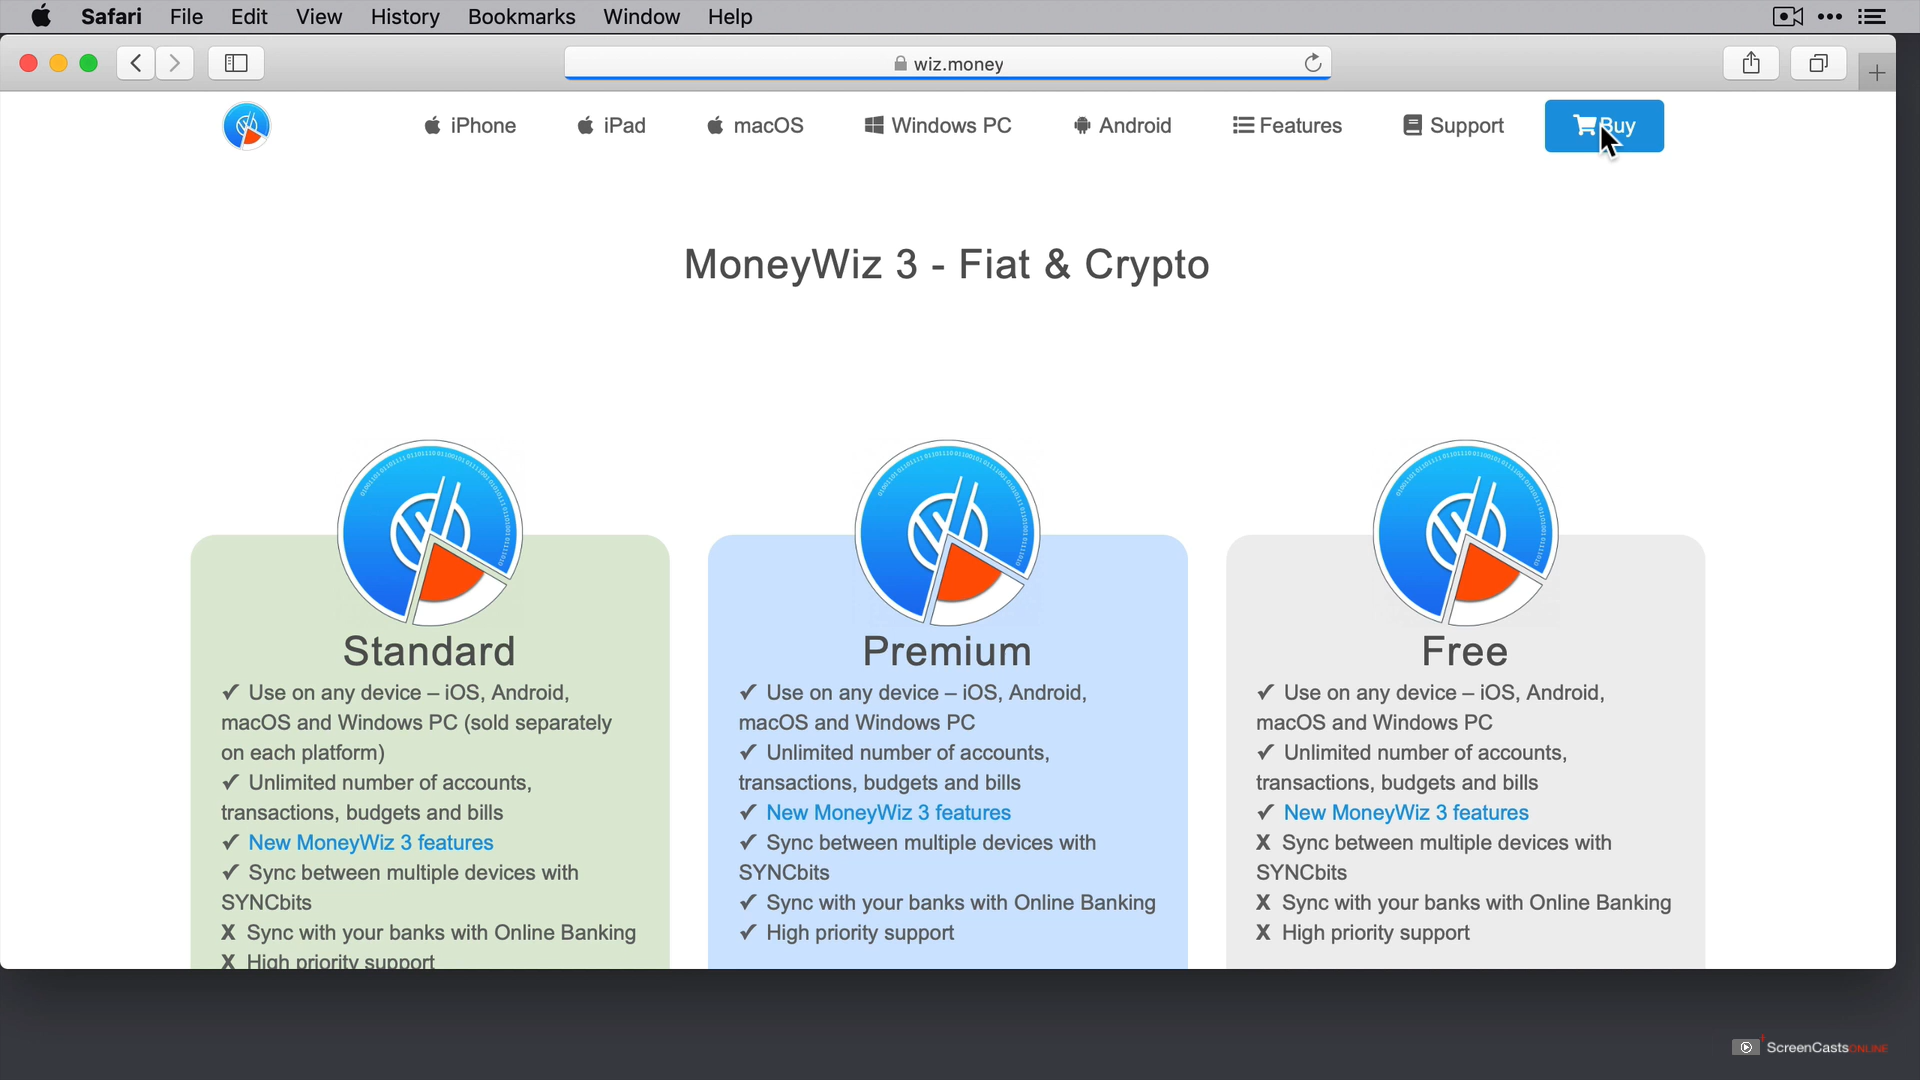 Safari File Edit View History Bookmarks Window Help
wiz.money
iPhone iPad macOS Windows PC Android Features Support Buy
MoneyWiz 3 - Fiat & Crypto
Standard
✓ Use on any device – iOS, Android,
macOS and Windows PC (sold separately
on each platform)
✓ Unlimited number of accounts,
transactions, budgets and bills
✓ New MoneyWiz 3 features
✓ Sync between multiple devices with
SYNCbits
X Sync with your banks with Online Banking
X High priority support
Premium
✓ Use on any device – iOS, Android,
macOS and Windows PC
✓ Unlimited number of accounts,
transactions, budgets and bills
✓ New MoneyWiz 3 features
✓ Sync between multiple devices with
SYNCbits
✓ Sync with your banks with Online Banking
✓ High priority support
Free
✓ Use on any device – iOS, Android,
macOS and Windows PC
✓ Unlimited number of accounts,
transactions, budgets and bills
✓ New MoneyWiz 3 features
X Sync between multiple devices with
SYNCbits
X Sync with your banks with Online Banking
X High priority support
ScreenCastsONLINE